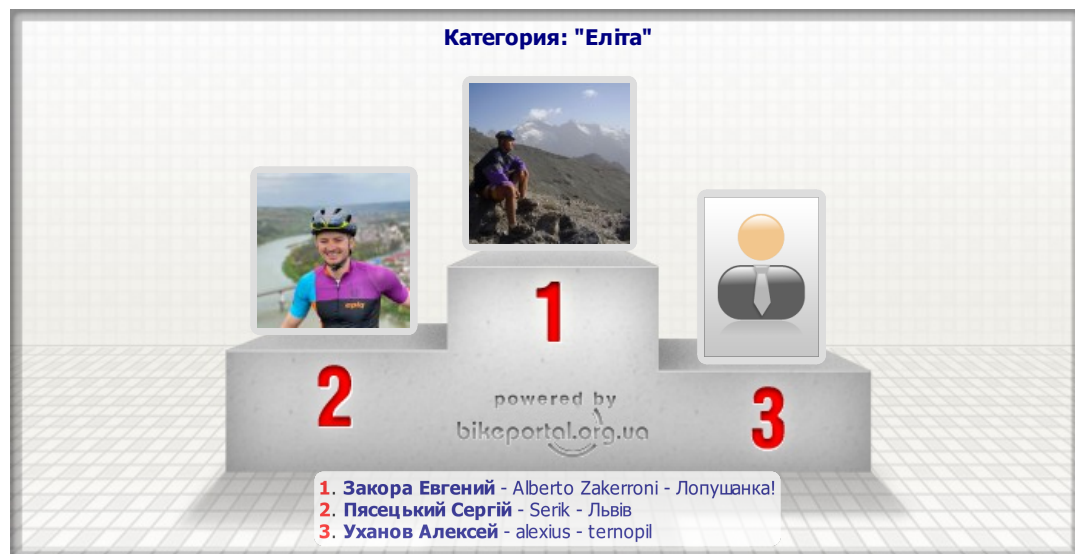 Категория: "Еліта"
1
2
3
powered by
bikeportal.org.ua
1. Закора Евгений - Alberto Zakerroni - Лопушанка!
2. Пясецький Сергій - Serik - Львів
3. Уханов Алексей - alexius - ternopil